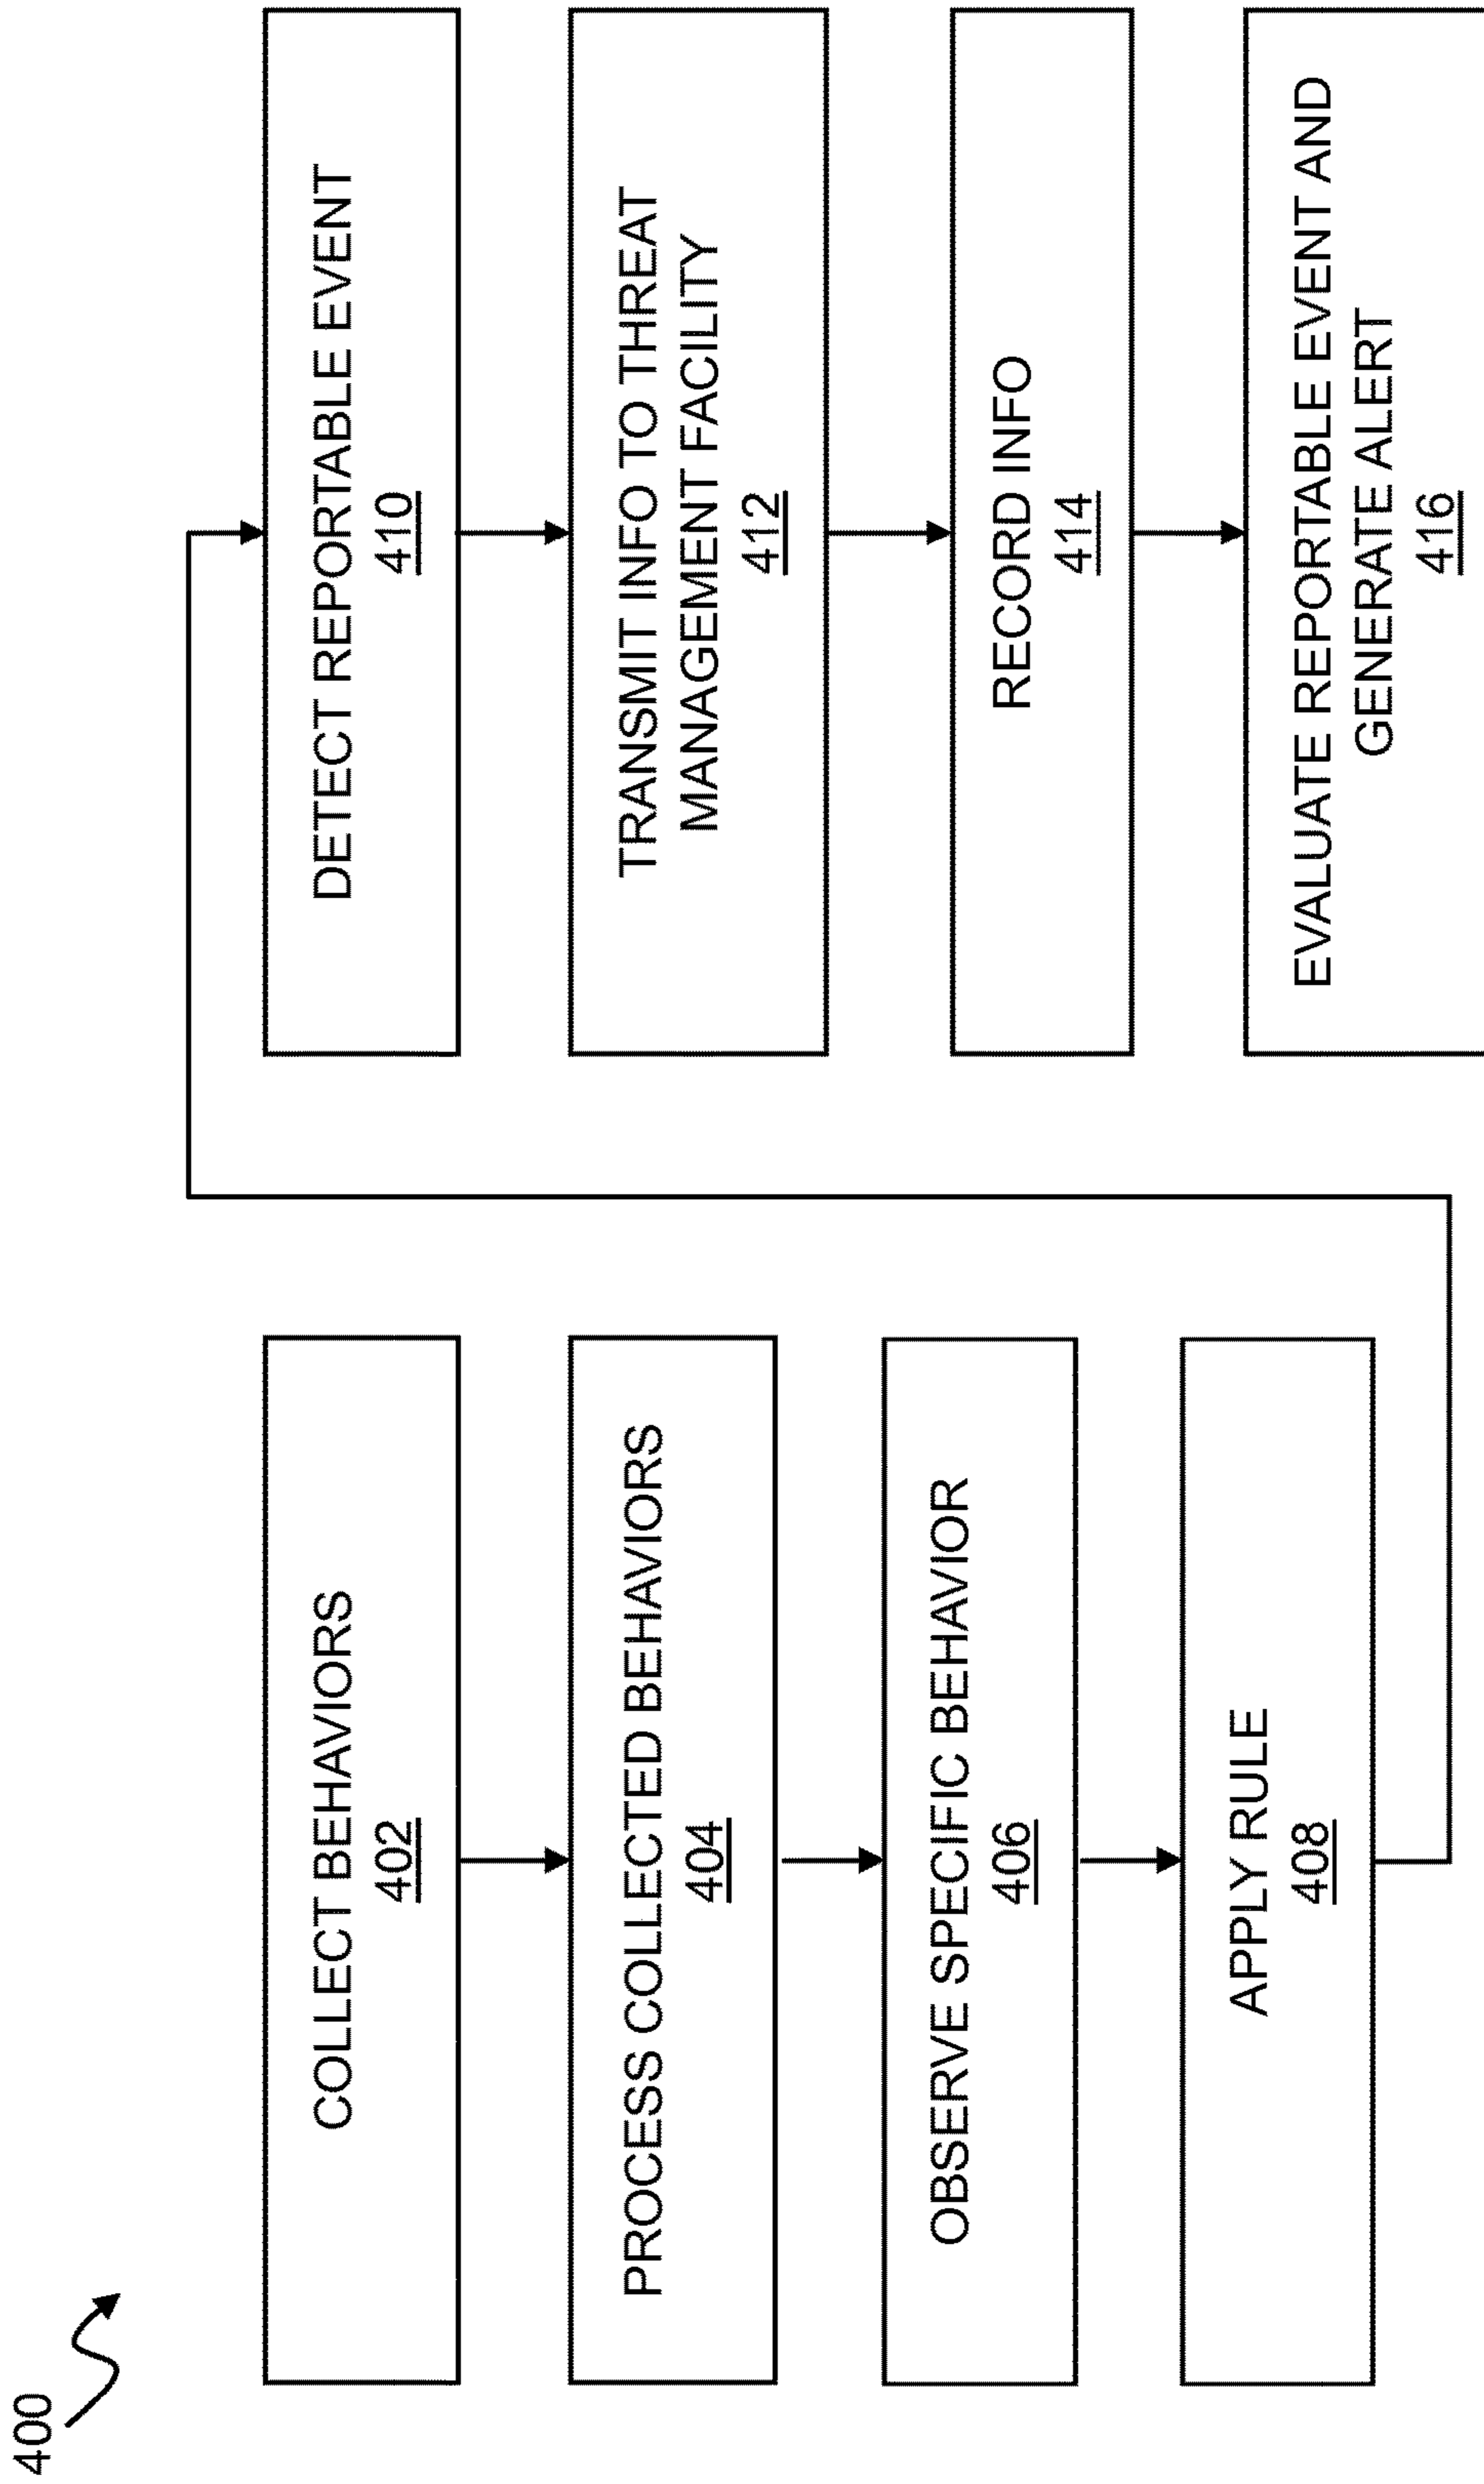 400
COLLECT BEHAVIORS
402
PROCESS COLLECTED BEHAVIORS
404
OBSERVE SPECIFIC BEHAVIOR
406
APPLY RULE
408
DETECT REPORTABLE EVENT
410
TRANSMIT INFO TO THREAT
MANAGEMENT FACILITY
412
RECORD INFO
414
EVALUATE REPORTABLE EVENT AND
GENERATE ALERT
416